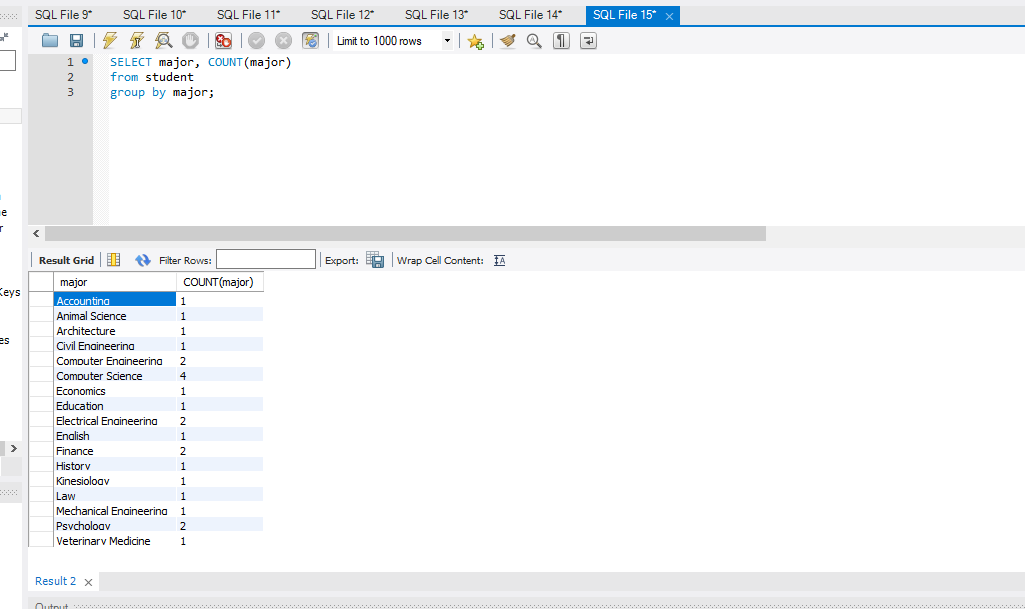 SQL File 9* SQL File 10* SQL File 11* SQL File 12* SQL File 13* SQL File 14* SQL File 15*
Limit to 1000 rows
1 SELECT major, COUNT(major)
2 from student
3 group by major;
Keys
Result Grid Filter Rows: Export: Wrap Cell Content:
major COUNT(major)
Accounting 1
Animal Science 1
Architecture 1
Civil Engineering 1
Computer Engineering 2
Computer Science 4
Economics 1
Education 1
Electrical Engineering 2
English 1
Finance 2
History 1
Kinesiology 1
Law 1
Mechanical Engineering 1
Psychology 2
Veterinary Medicine 1
Result 2
Output